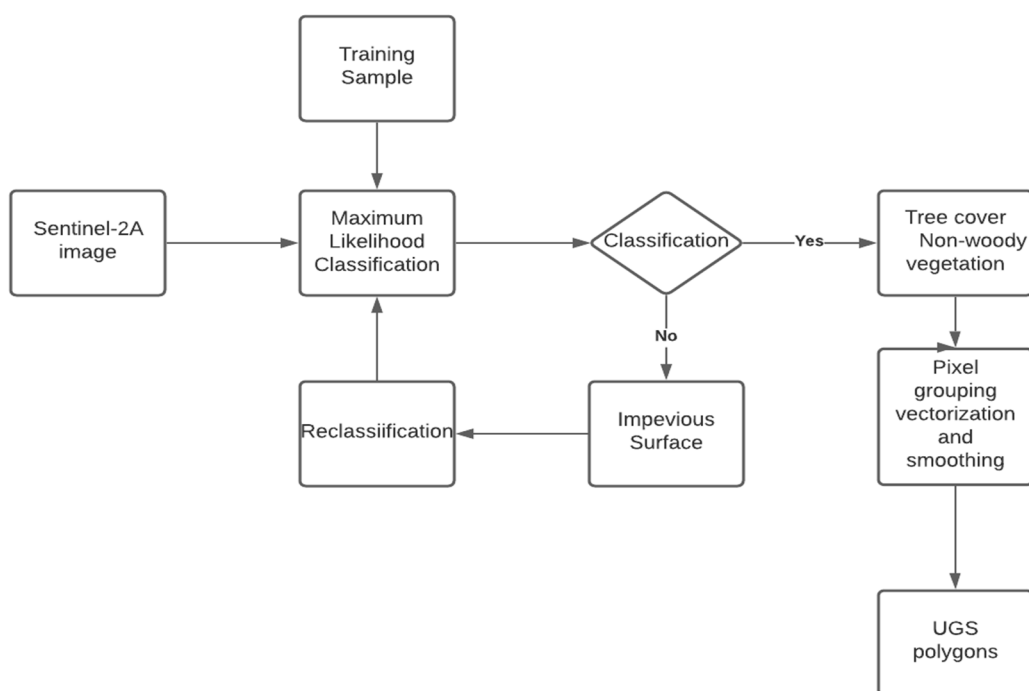 Training
Sample
Sentinel-2A
image
Maximum
Likelihood
Classification
Classification
Yes
Tree cover
Non-woody
vegetation
No
Pixel
grouping
vectorization
and
smoothing
Reclassiification
Impevious
Surface
UGS
polygons